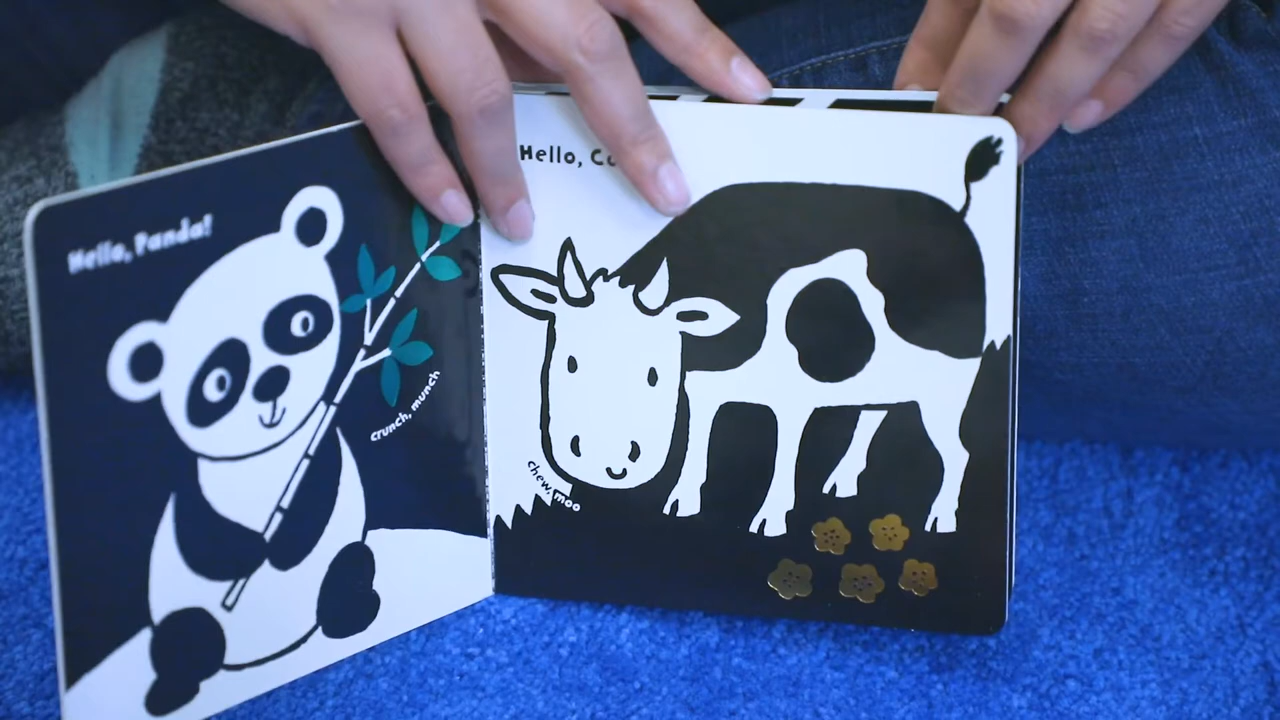 Hello, Panda!
crunch, munch
Hello, Co
chew, moo